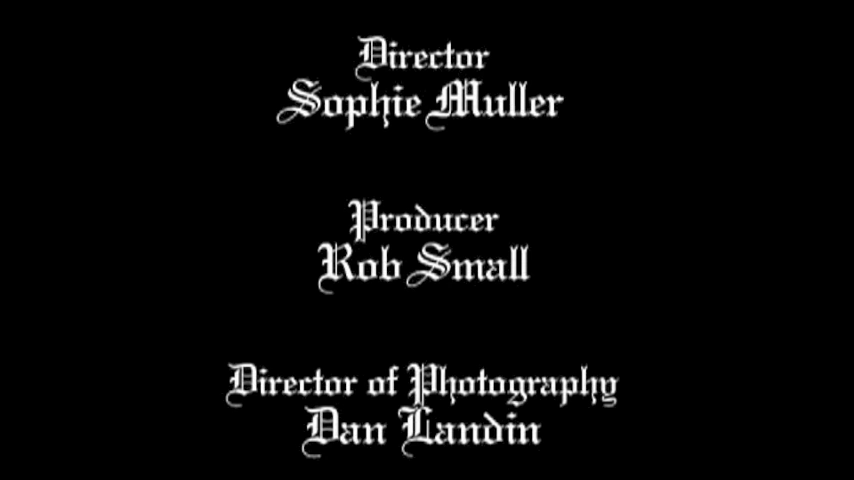 Director
Sophie Muller
Producer
Rob Small
Director of Photography
Dan Landin